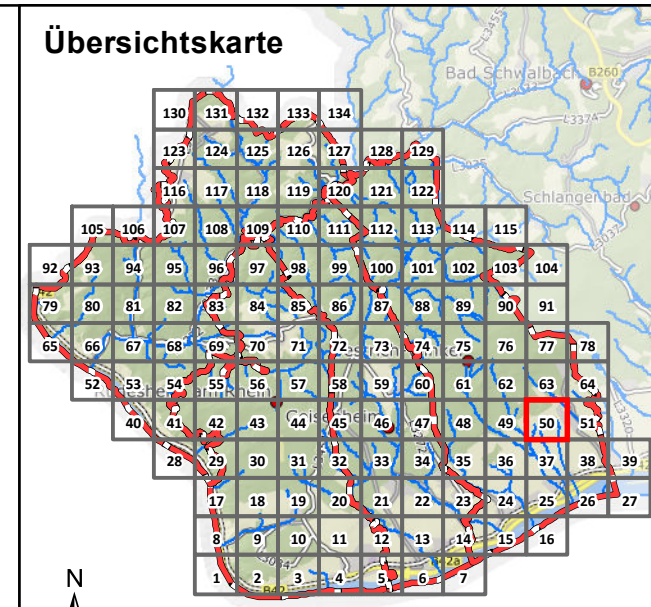 Übersichtskarte
L3455
Bad Schwalbach
B260
L3374
130 131 132 133 134
123 124 125 126 127 128 129
L3035
116 117 118 119 120 121 122
Schlangenbad
L3037
105 106 107 108 109 110 111 112 113 114 115
92 93 94 95 96 97 98 99 100 101 102 103 104
79 80 81 82 83 84 85 86 87 88 89 90 91
65 66 67 68 69 70 71 72 73 74 75 76 77 78
52 53 54 55 56 57 58 59 60 61 62 63 64
Geisenheim
L3320
40 41 42 43 44 45 46 47 48 49 50 51
28 29 30 31 32 33 34 35 36 37 38 39
17 18 19 20 21 22 23 24 25 26 27
8 9 10 11 12 13 14 15 16
L3034
B42a
N
1 2 3 4 5 6 7
B42